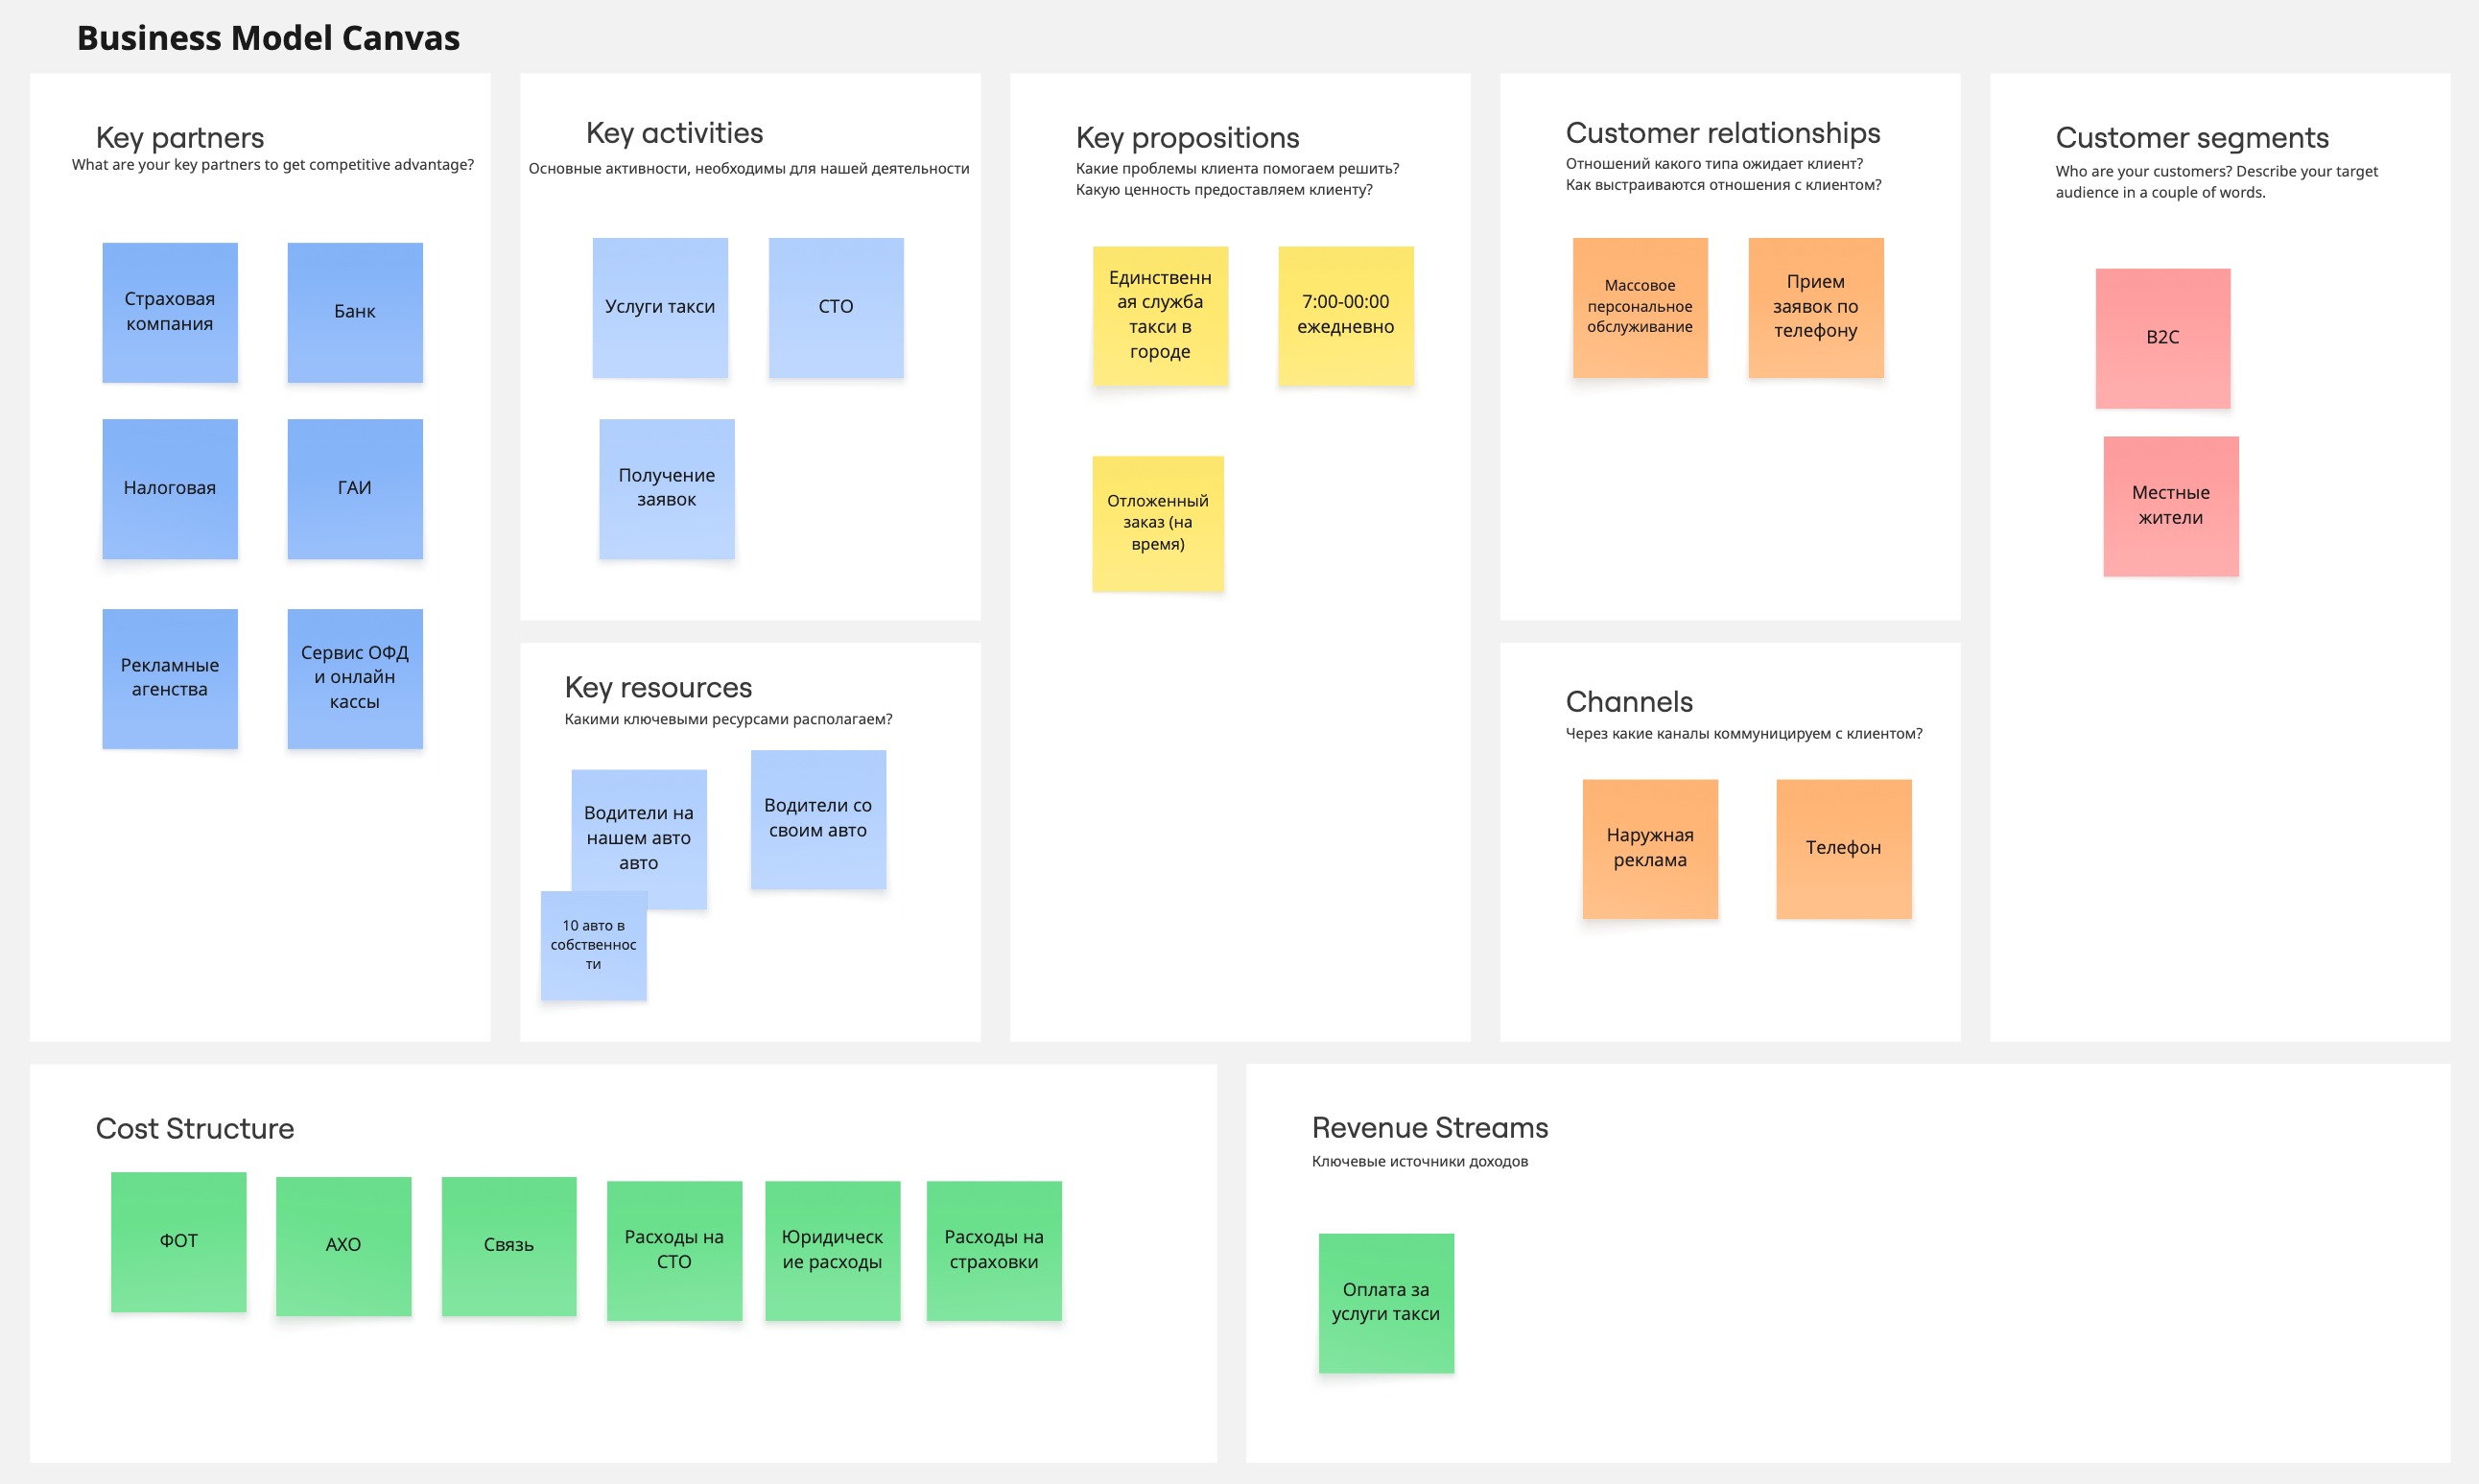 Business Model Canvas
Key partners
What are your key partners to get competitive advantage?
Страховая
компания
Банк
Налоговая
ГАИ
Рекламные
агенства
Сервис ОФД
и онлайн
кассы
Key activities
Основные активности, необходимы для нашей деятельности
Услуги такси
СТО
Получение
заявок
Key resources
Какими ключевыми ресурсами располагаем?
Водители на
нашем авто
авто
Водители со
своим авто
10 авто в
собственнос
ти
Key propositions
Какие проблемы клиента помогаем решить?
Какую ценность предоставляем клиенту?
Единственн
ая служба
такси в
городе
7:00-00:00
ежедневно
Отложенный
заказ (на
время)
Customer relationships
Отношений какого типа ожидает клиент?
Как выстраиваются отношения с клиентом?
Массовое
персональное
обслуживание
Прием
заявок по
телефону
Channels
Через какие каналы коммуницируем с клиентом?
Наружная
реклама
Телефон
Customer segments
Who are your customers? Describe your target
audience in a couple of words.
B2C
Местные
жители
Cost Structure
ФОТ
АХО
Связь
Расходы на
СТО
Юридическ
ие расходы
Расходы на
страховки
Revenue Streams
Ключевые источники доходов
Оплата за
услуги такси